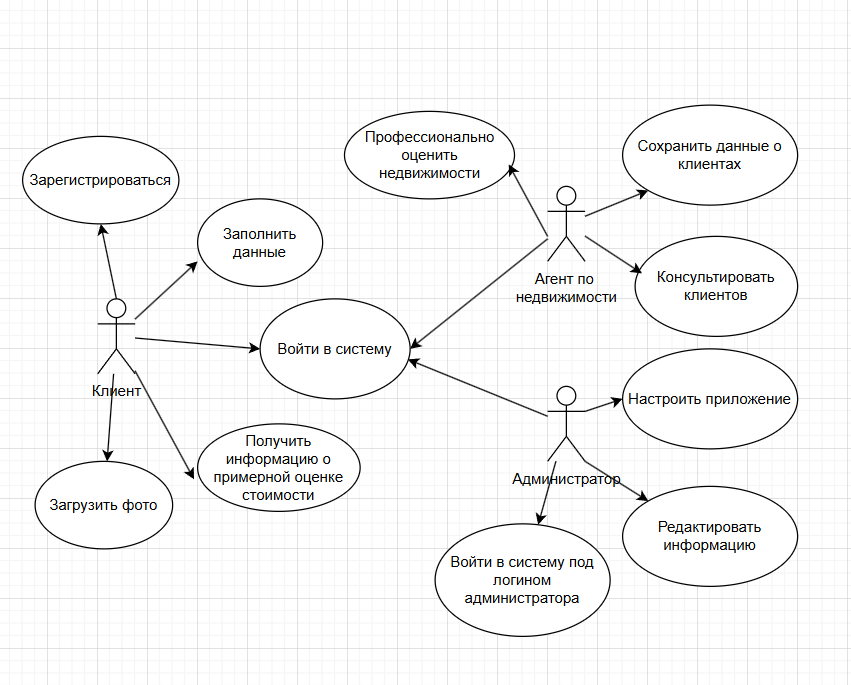 Профессионально
оценить
недвижимости
Сохранить данные о
клиентах
Зарегистрироваться
Заполнить
данные
Агент по
недвижимости
Консультировать
клиентов
Войти в систему
Клиент
Настроить приложение
Получить
информацию о
примерной оценке
стоимости
Администратор
Загрузить фото
Редактировать
информацию
Войти в систему под
логином
администратора